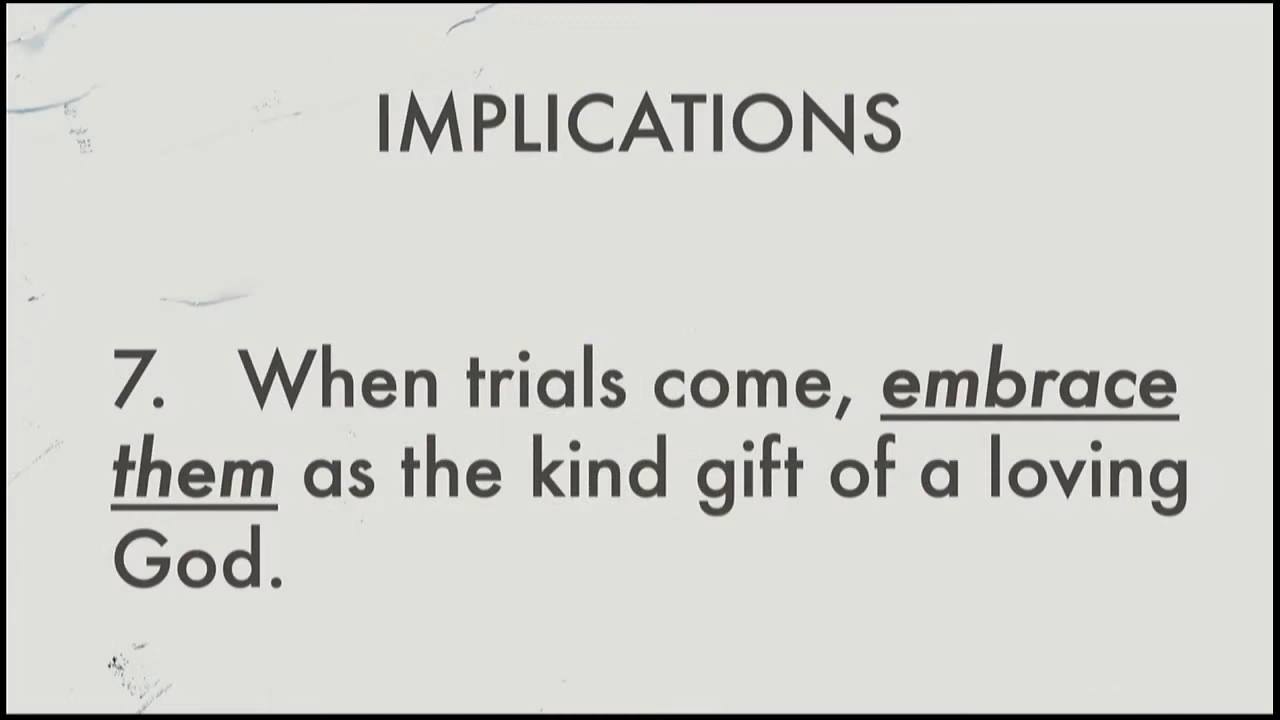 IMPLICATIONS
7. When trials come, embrace
them as the kind gift of a loving
God.